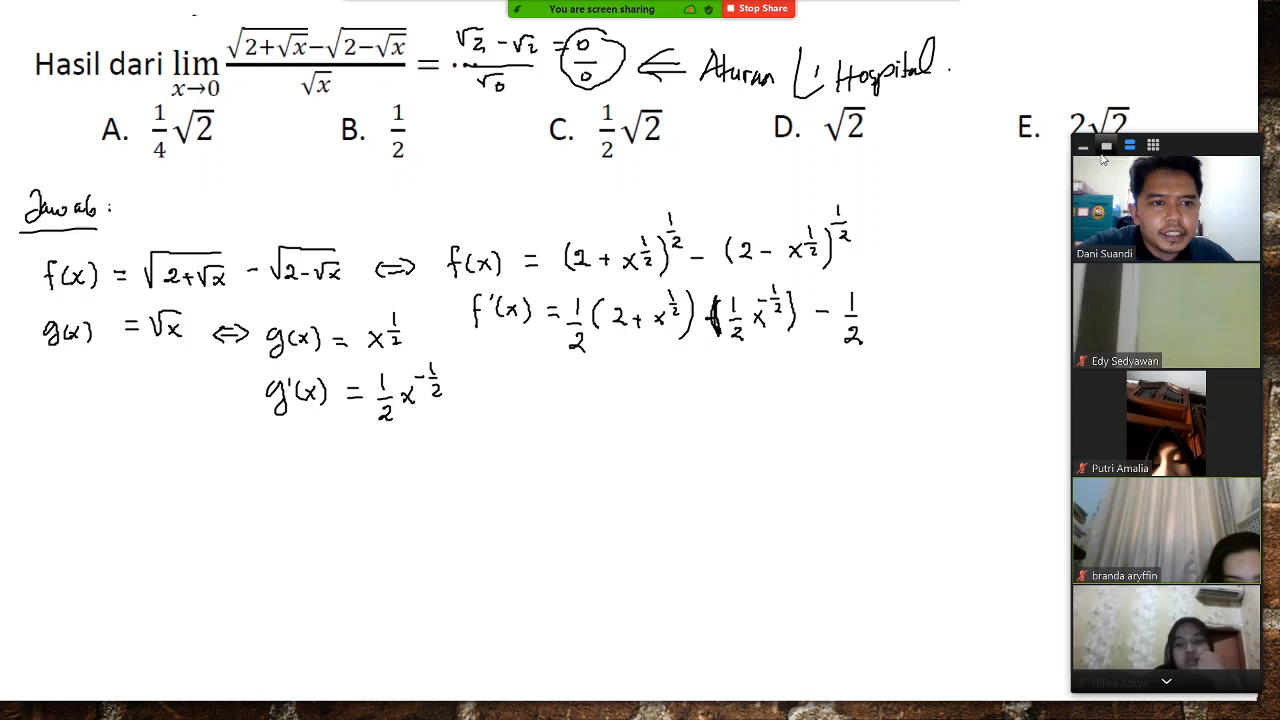 You are screen sharing Stop Share
Hasil dari lim x→0 (√(2+√x)−√(2−√x))/√x = ... (√2 − √2)/√0 = 0/0 ⇐ Aturan L'Hospital.
A. 1/4 √2 B. 1/2 C. 1/2 √2 D. √2 E. 2√2
Jawab :
f(x) = √(2+√x) − √(2−√x) ⇔ f(x) = (2 + x^(1/2))^(1/2) − (2 − x^(1/2))^(1/2)
g(x) = √x ⇔ g(x) = x^(1/2)
f'(x) = 1/2 (2 + x^(1/2)) (1/2 x^(-1/2)) − 1/2
g'(x) = 1/2 x^(-1/2)
Dani Suandi
Edy Sedyawan
Putri Amalia
branda aryffin
Hilwa Azkya